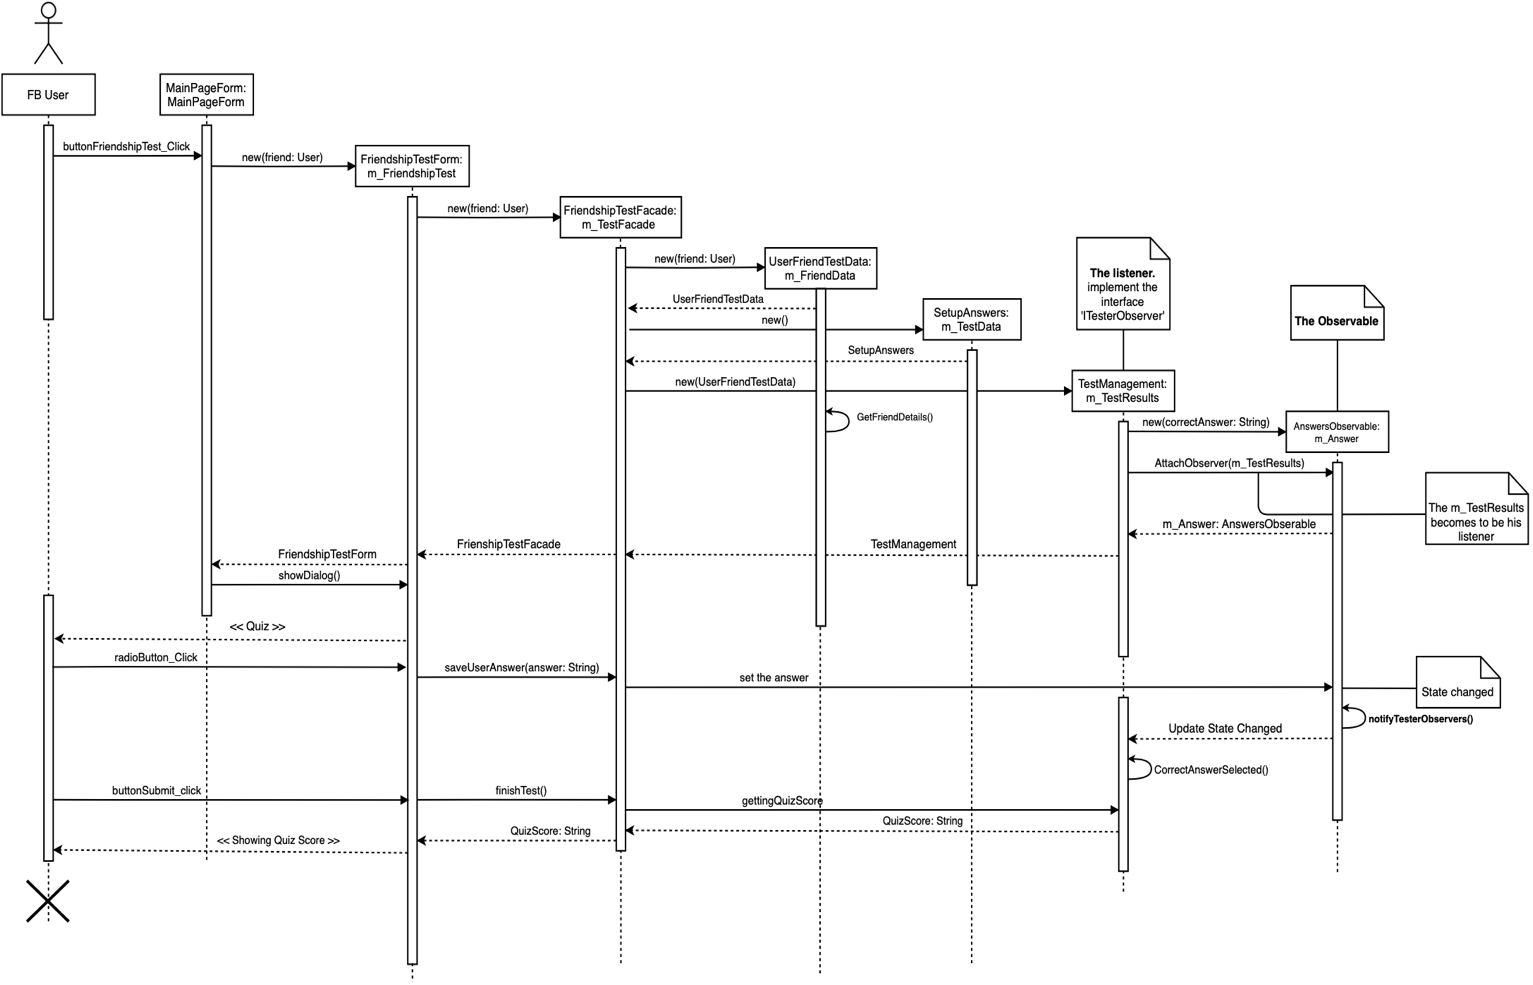 FB User
MainPageForm:
MainPageForm
buttonFriendshipTest_Click
new(friend: User)
FriendshipTestForm:
m_FriendshipTest
new(friend: User)
FriendshipTestFacade:
m_TestFacade
new(friend: User)
UserFriendTestData:
m_FriendData
The listener.
implement the
interface
'ITesterObserver'
The Observable
UserFriendTestData
new()
SetupAnswers:
m_TestData
SetupAnswers
new(UserFriendTestData)
TestManagement:
m_TestResults
GetFriendDetails()
new(correctAnswer: String)
AnswersObservable:
m_Answer
AttachObserver(m_TestResults)
The m_TestResults
becomes to be his
listener
m_Answer: AnswersObserable
TestManagement
FrienshipTestFacade
FriendshipTestForm
showDialog()
<< Quiz >>
radioButton_Click
saveUserAnswer(answer: String)
set the answer
State changed
notifyTesterObservers()
Update State Changed
CorrectAnswerSelected()
buttonSubmit_click
finishTest()
gettingQuizScore
QuizScore: String
QuizScore: String
<< Showing Quiz Score >>